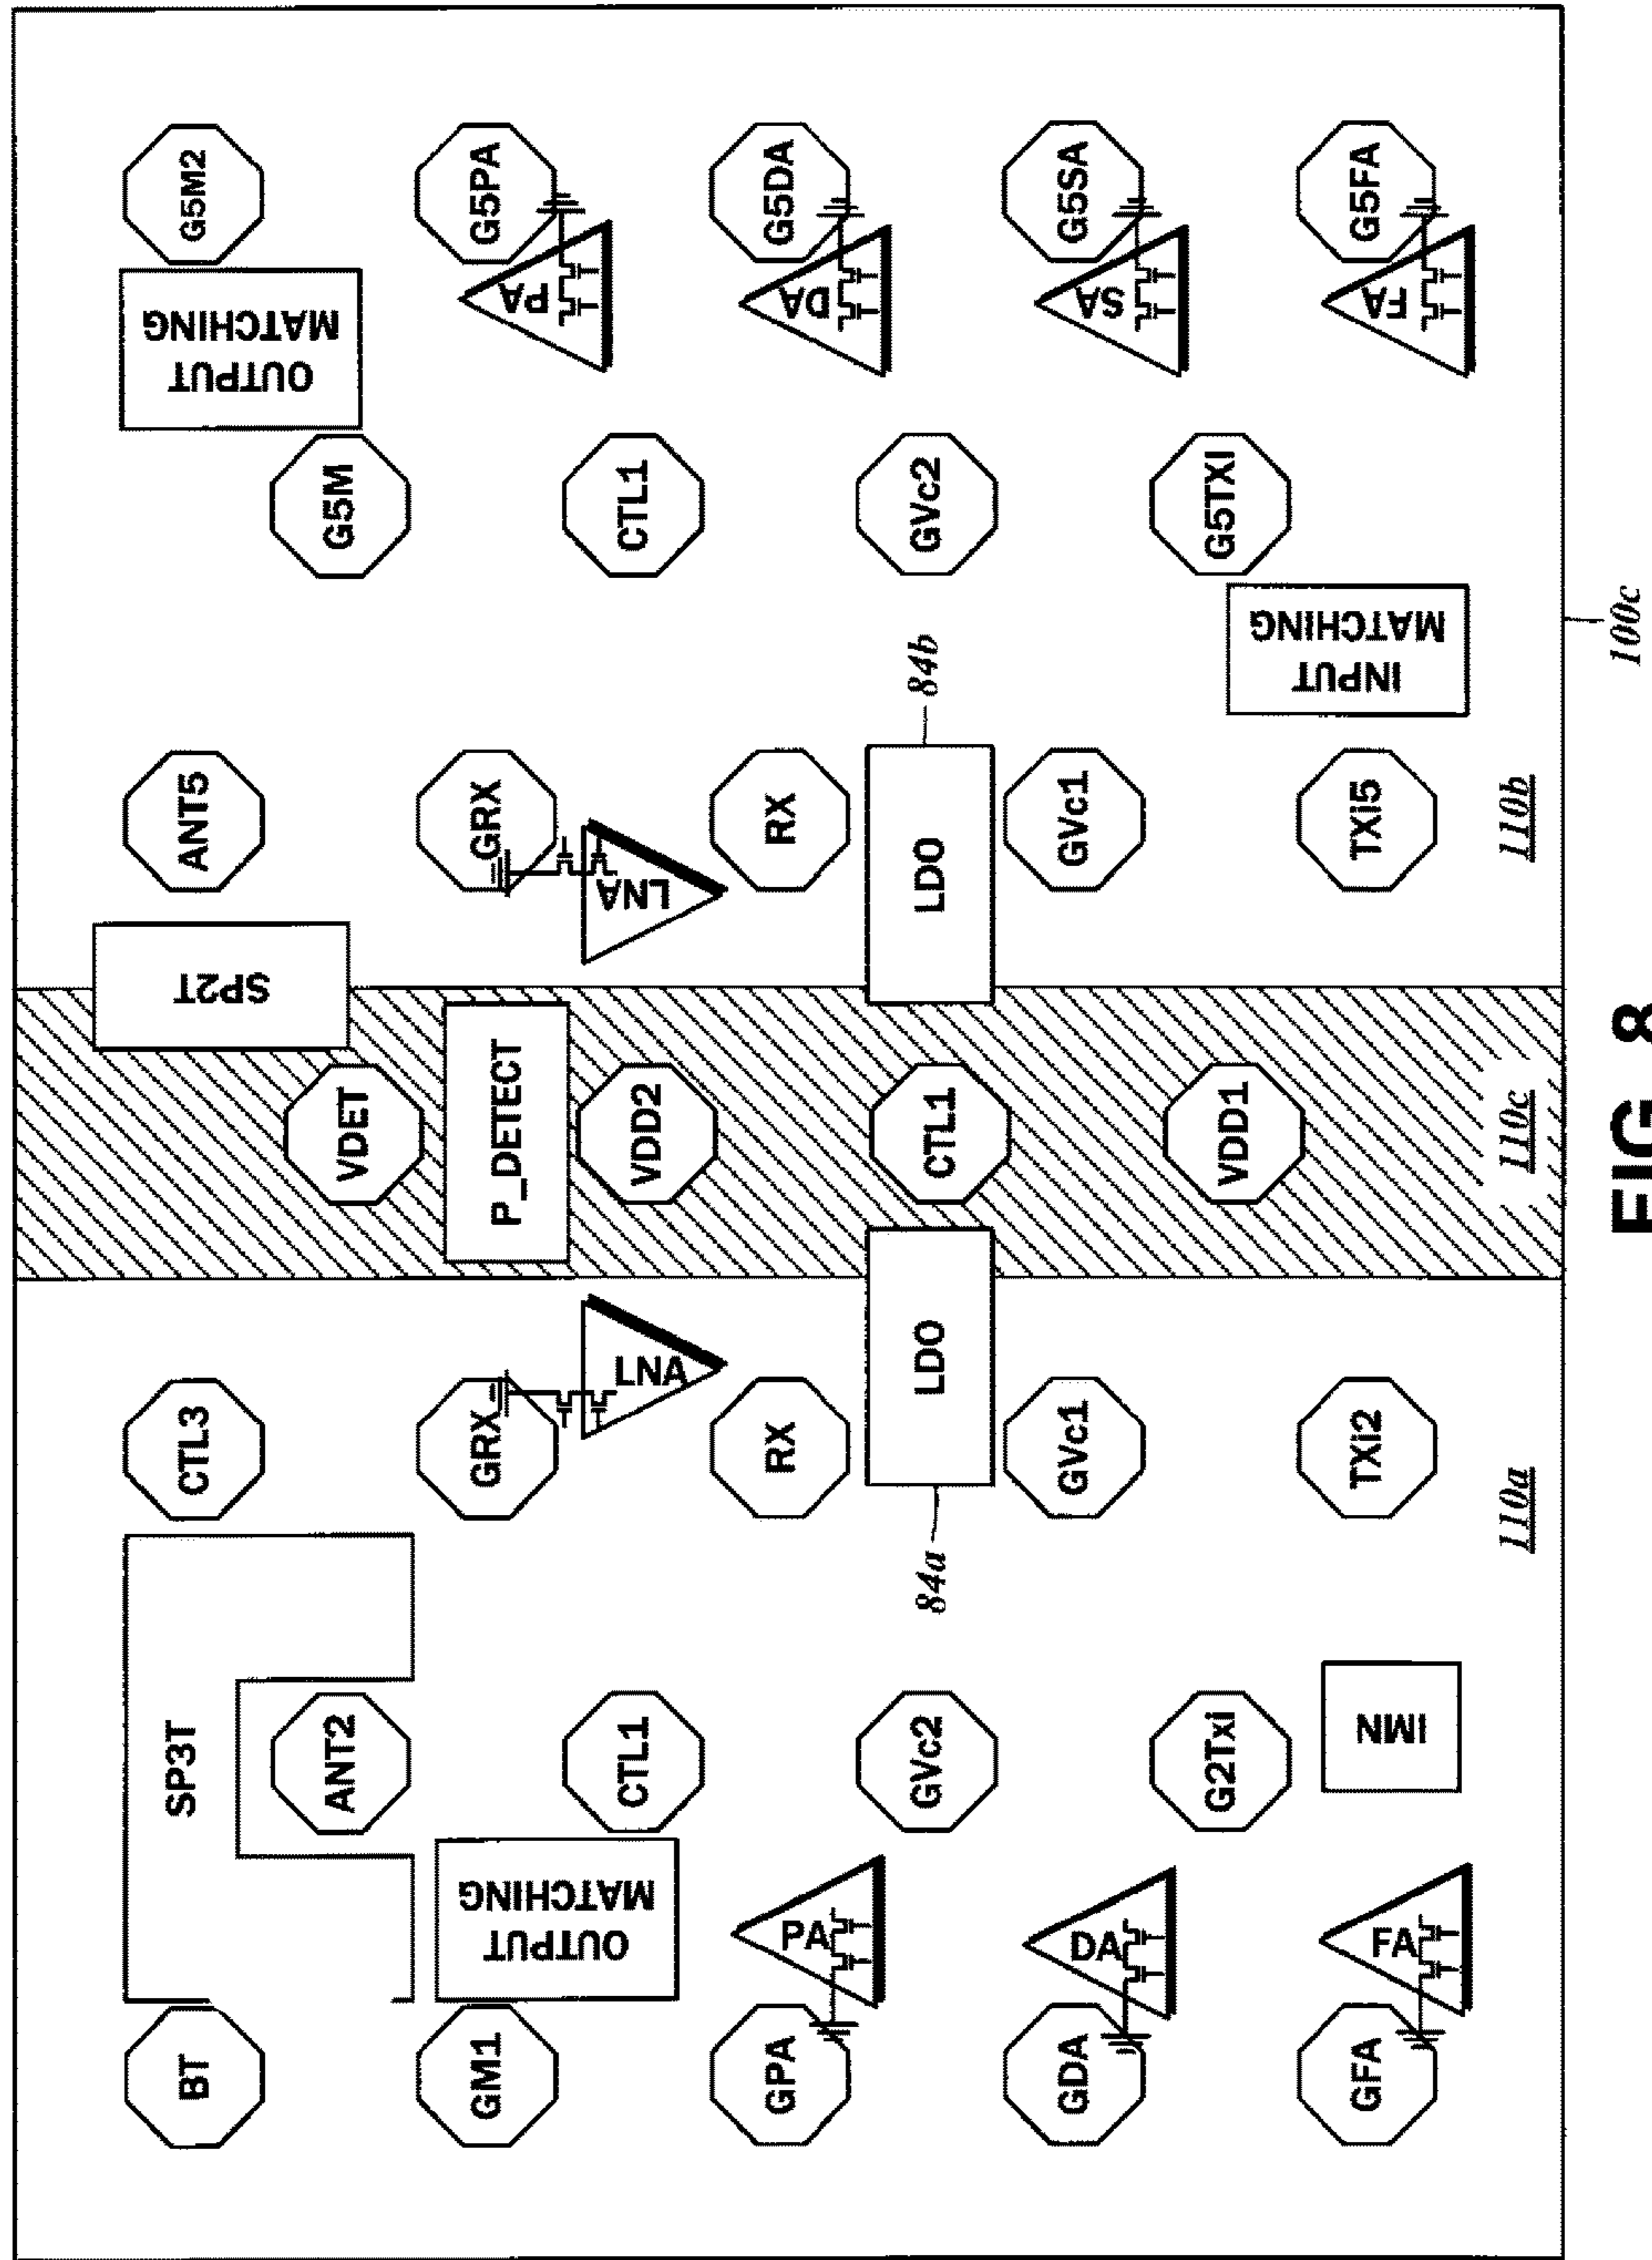 BT
SP3T
CTL3
SP2T
ANT5
OUTPUT
MATCHING
G5M2
ANT2
VDET
G5M
GM1
OUTPUT
MATCHING
GRX
P_DETECT
GRX
PA
G5PA
CTL1
LNA
VDD2
LNA
CTL1
GPA
PA
RX
RX
DA
G5DA
GVc2
84a
LDO
CTL1
LDO
84b
GVc2
GDA
DA
GVc1
GVc1
SA
G5SA
G2Txi
VDD1
G5TXI
GFA
FA
IMN
TXi2
TXi5
INPUT
MATCHING
FA
G5FA
110a
110c
110b
100c
FIG 8